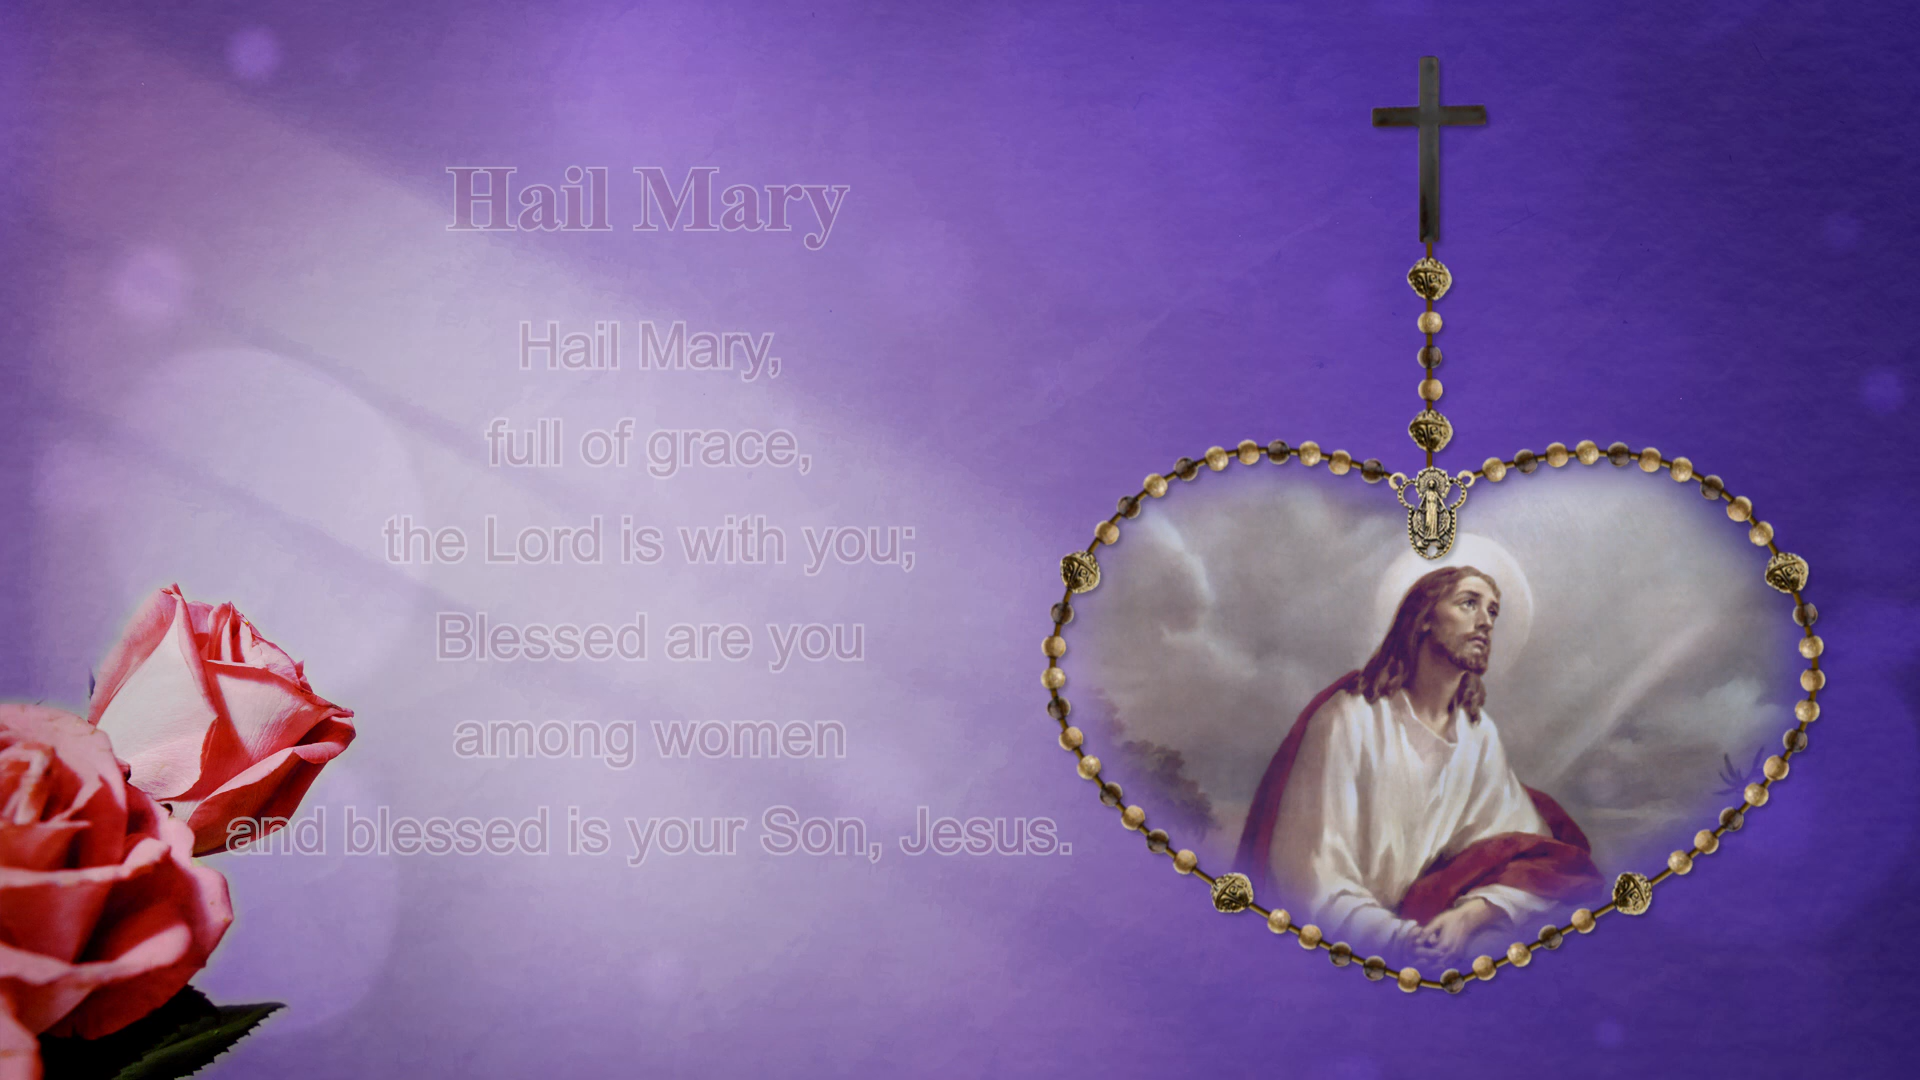 Hail Mary
Hail Mary,
full of grace,
the Lord is with you;
Blessed are you
among women
and blessed is your Son, Jesus.